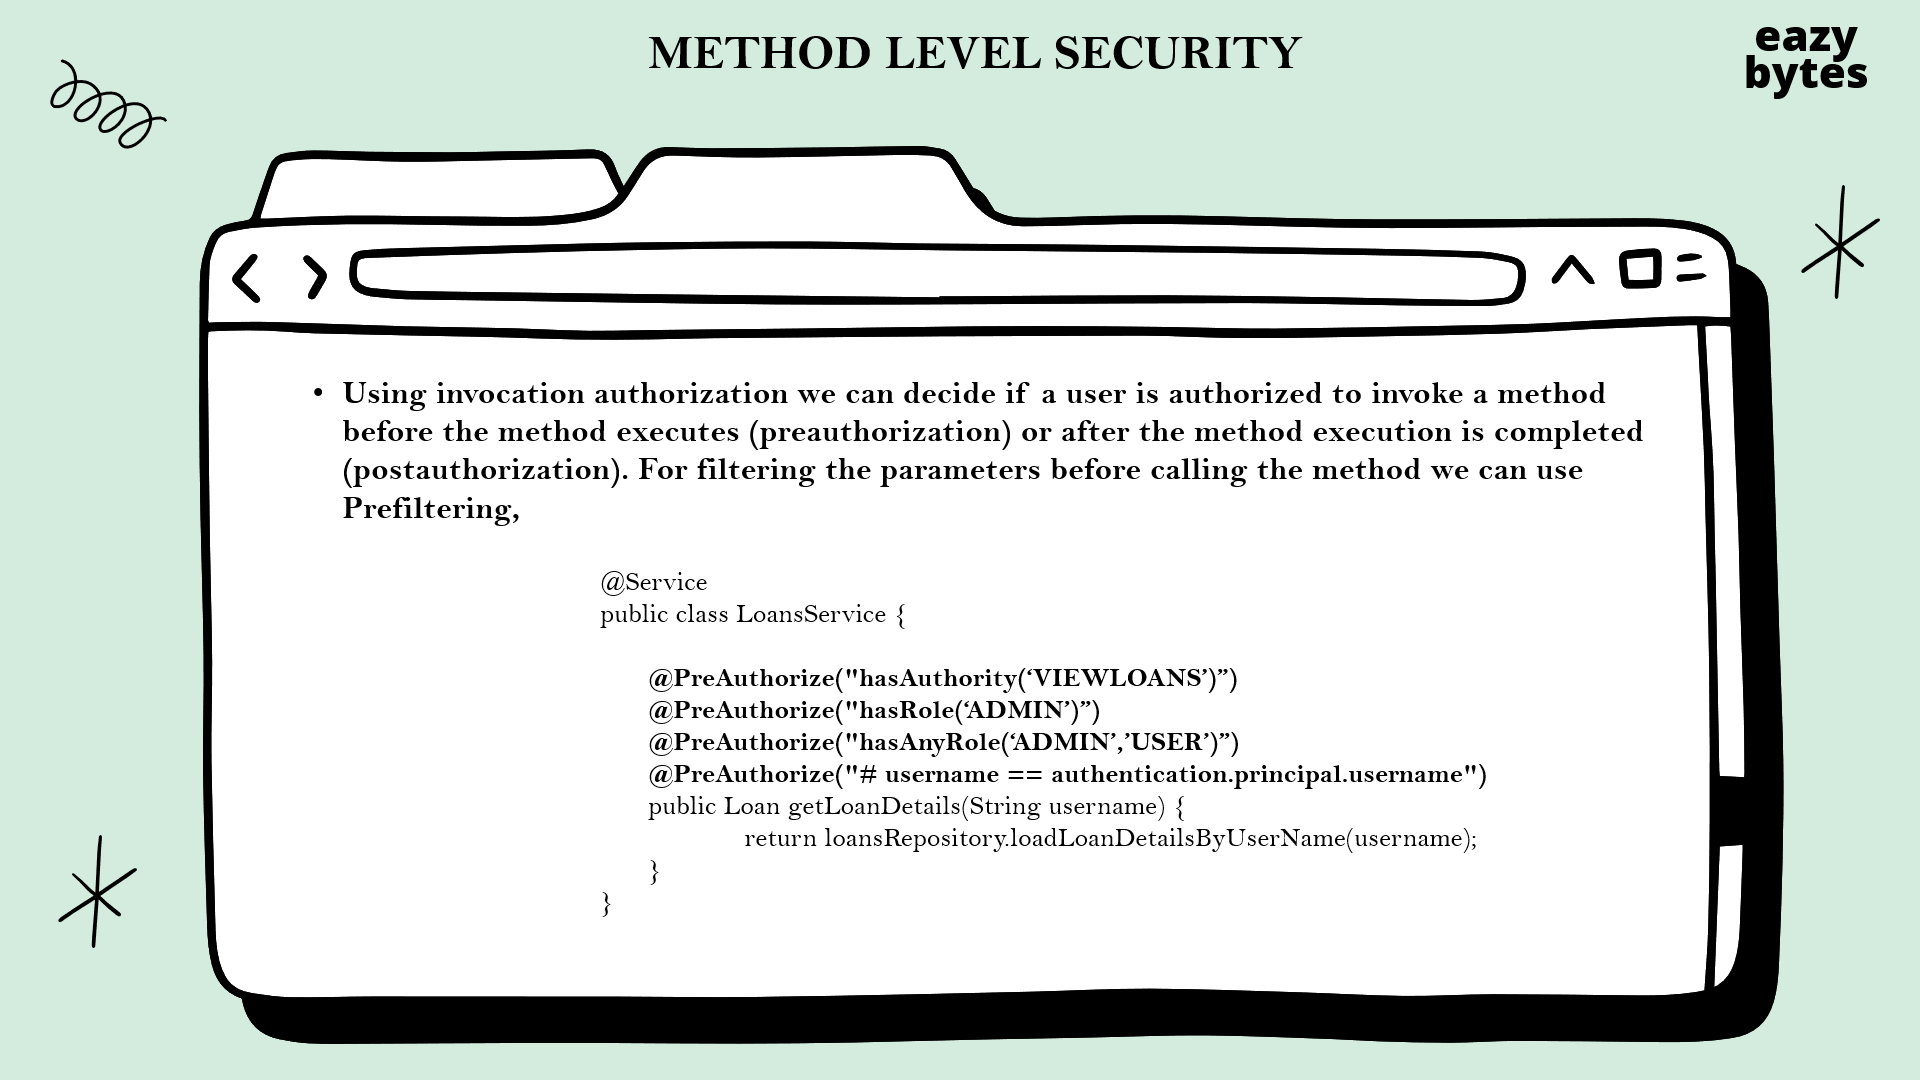 METHOD LEVEL SECURITY
eazy
bytes
• Using invocation authorization we can decide if  a user is authorized to invoke a method
before the method executes (preauthorization) or after the method execution is completed
(postauthorization). For filtering the parameters before calling the method we can use
Prefiltering,
@Service
public class LoansService {
@PreAuthorize("hasAuthority(‘VIEWLOANS’)”)
@PreAuthorize("hasRole(‘ADMIN’)”)
@PreAuthorize("hasAnyRole(‘ADMIN’,’USER’)”)
@PreAuthorize("# username == authentication.principal.username")
public Loan getLoanDetails(String username) {
return loansRepository.loadLoanDetailsByUserName(username);
}
}